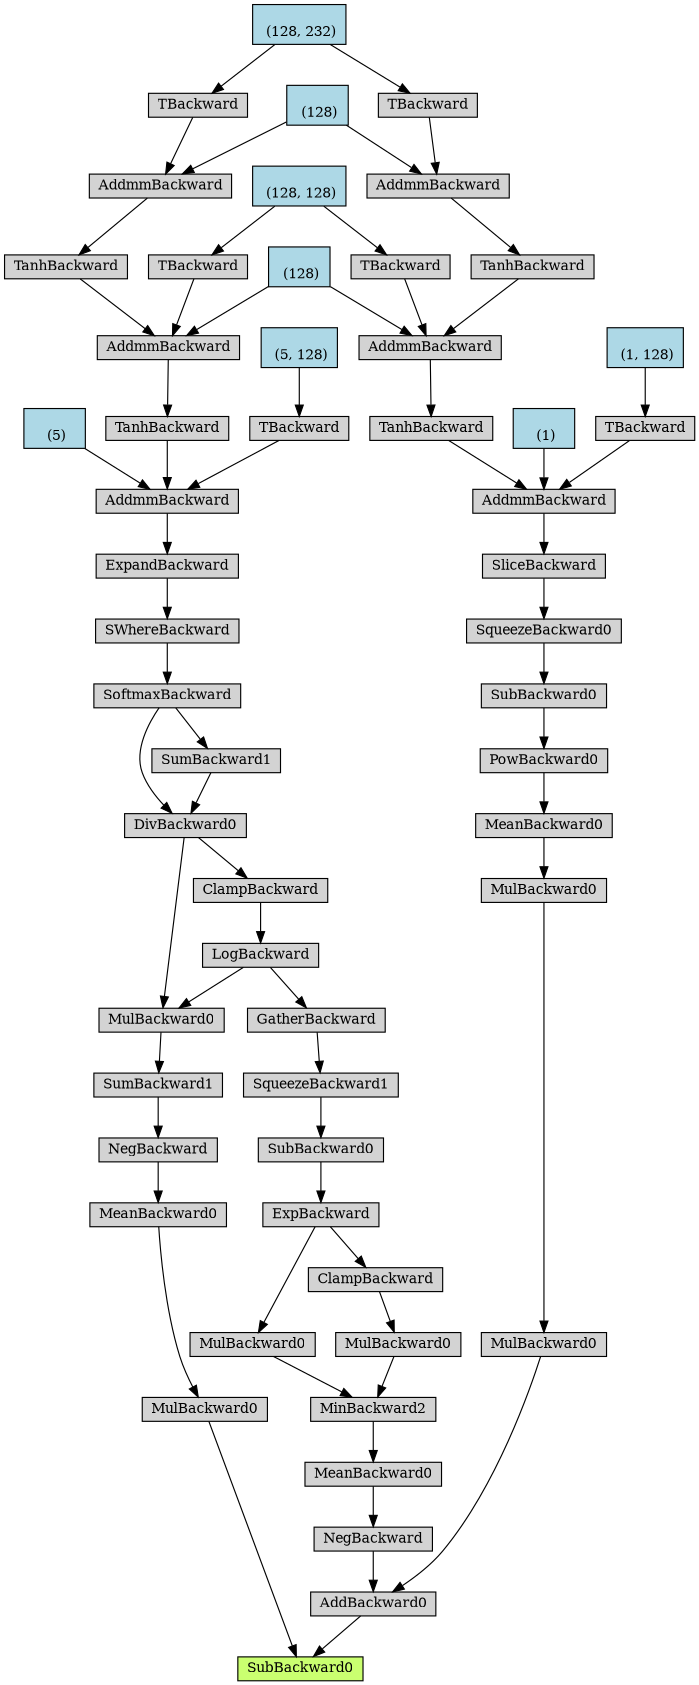 (128, 232)
TBackward
TBackward
(128)
AddmmBackward
AddmmBackward
(128, 128)
TanhBackward
TBackward
TBackward
TanhBackward
(128)
AddmmBackward
AddmmBackward
(5, 128)
(1, 128)
(5)
TanhBackward
TBackward
TanhBackward
(1)
TBackward
AddmmBackward
AddmmBackward
ExpandBackward
SliceBackward
SWhereBackward
SqueezeBackward0
SoftmaxBackward
SubBackward0
SumBackward1
PowBackward0
DivBackward0
MeanBackward0
ClampBackward
MulBackward0
LogBackward
MulBackward0
GatherBackward
SumBackward1
SqueezeBackward1
NegBackward
SubBackward0
MeanBackward0
ExpBackward
ClampBackward
MulBackward0
MulBackward0
MulBackward0
MulBackward0
MinBackward2
MeanBackward0
NegBackward
AddBackward0
SubBackward0